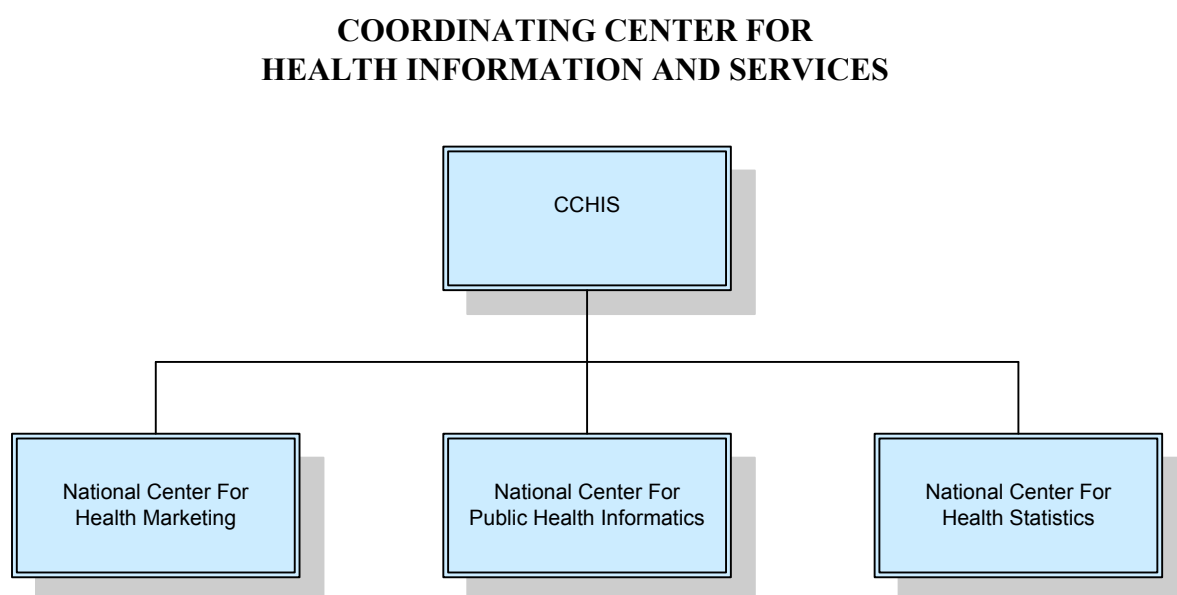 COORDINATING CENTER FOR
HEALTH INFORMATION AND SERVICES
CCHIS
National Center For
Health Marketing
National Center For
Public Health Informatics
National Center For
Health Statistics